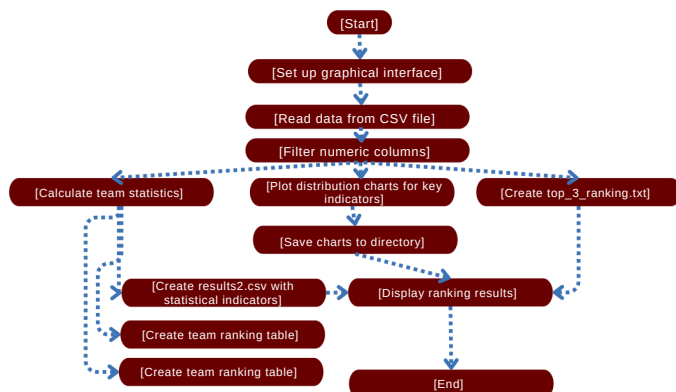 [Start]
[Set up graphical interface]
[Read data from CSV file]
[Filter numeric columns]
[Calculate team statistics]
[Plot distribution charts for key
indicators]
[Create top_3_ranking.txt]
[Save charts to directory]
[Create results2.csv with
statistical indicators]
[Display ranking results]
[Create team ranking table]
[Create team ranking table]
[End]